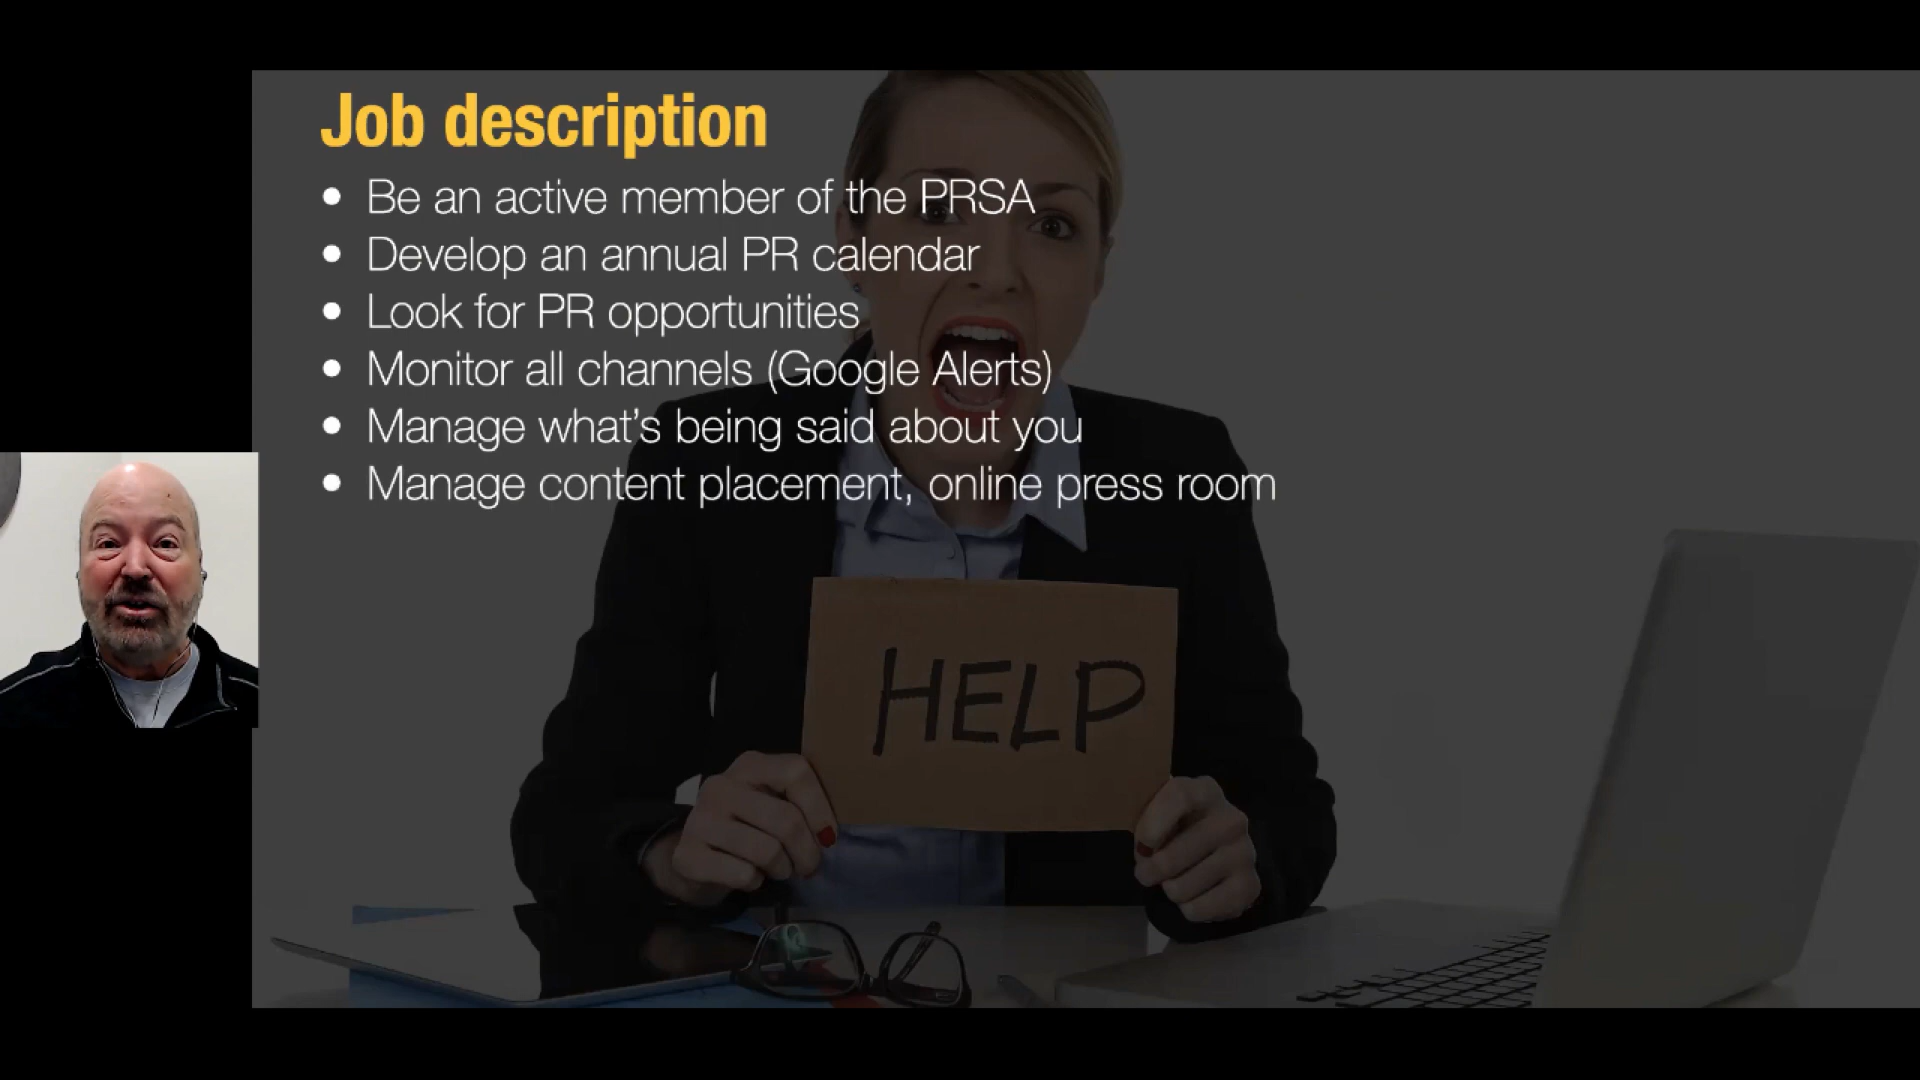 Job description
• Be an active member of the PRSA
• Develop an annual PR calendar
• Look for PR opportunities
• Monitor all channels (Google Alerts)
• Manage what's being said about you
• Manage content placement, online press room
HELP